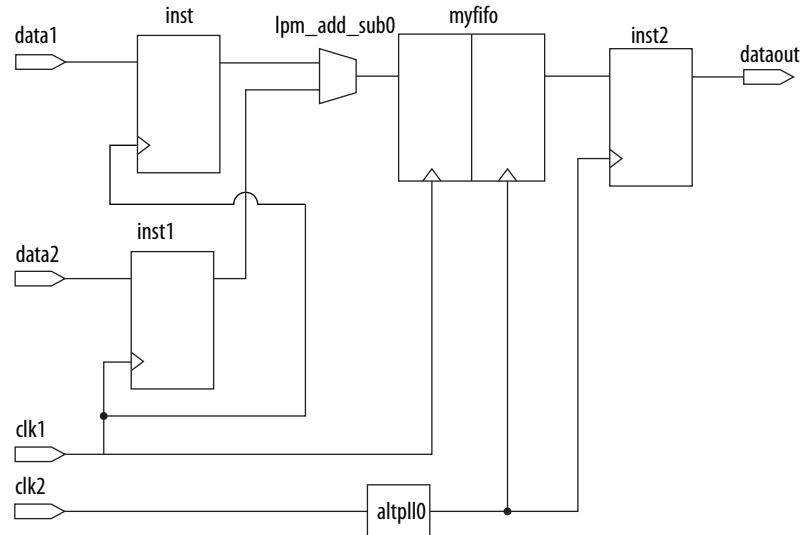 data1
inst
lpm_add_sub0
myfifo
inst2
dataout
data2
inst1
clk1
clk2
altpll0